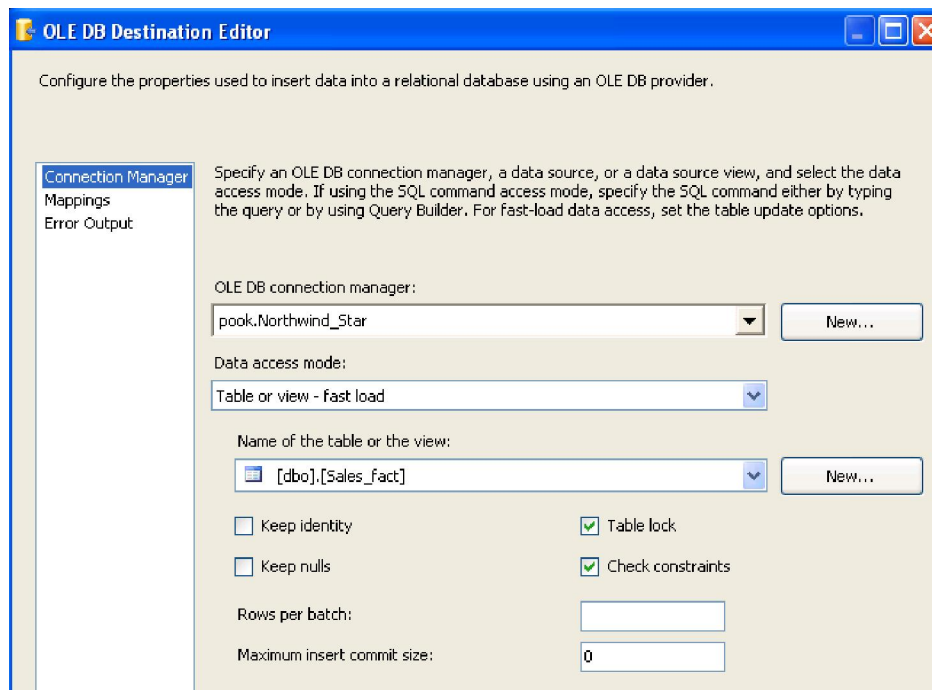 OLE DB Destination Editor
Configure the properties used to insert data into a relational database using an OLE DB provider.
Connection Manager
Mappings
Error Output
Specify an OLE DB connection manager, a data source, or a data source view, and select the data
access mode. If using the SQL command access mode, specify the SQL command either by typing
the query or by using Query Builder. For fast-load data access, set the table update options.
OLE DB connection manager:
pook.Northwind_Star
New...
Data access mode:
Table or view - fast load
Name of the table or the view:
[dbo].[Sales_fact]
New...
Keep identity
Table lock
Keep nulls
Check constraints
Rows per batch:
Maximum insert commit size:
0